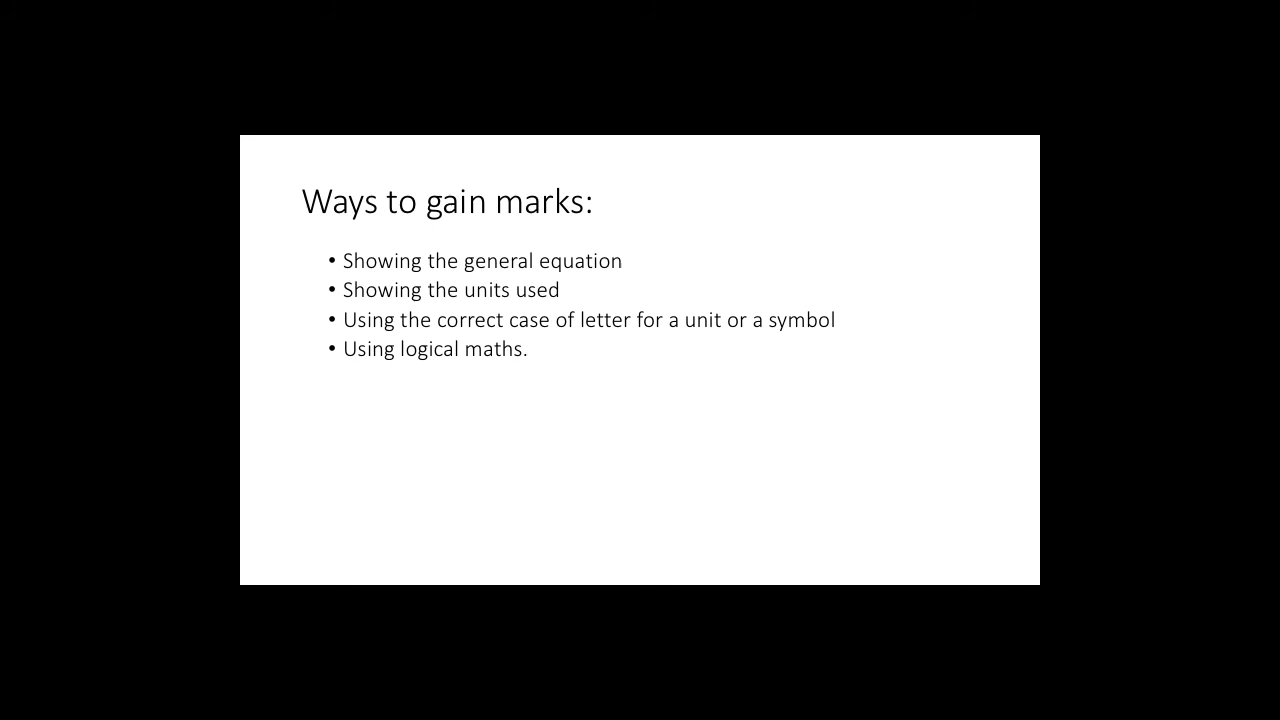 Ways to gain marks:
• Showing the general equation
• Showing the units used
• Using the correct case of letter for a unit or a symbol
• Using logical maths.